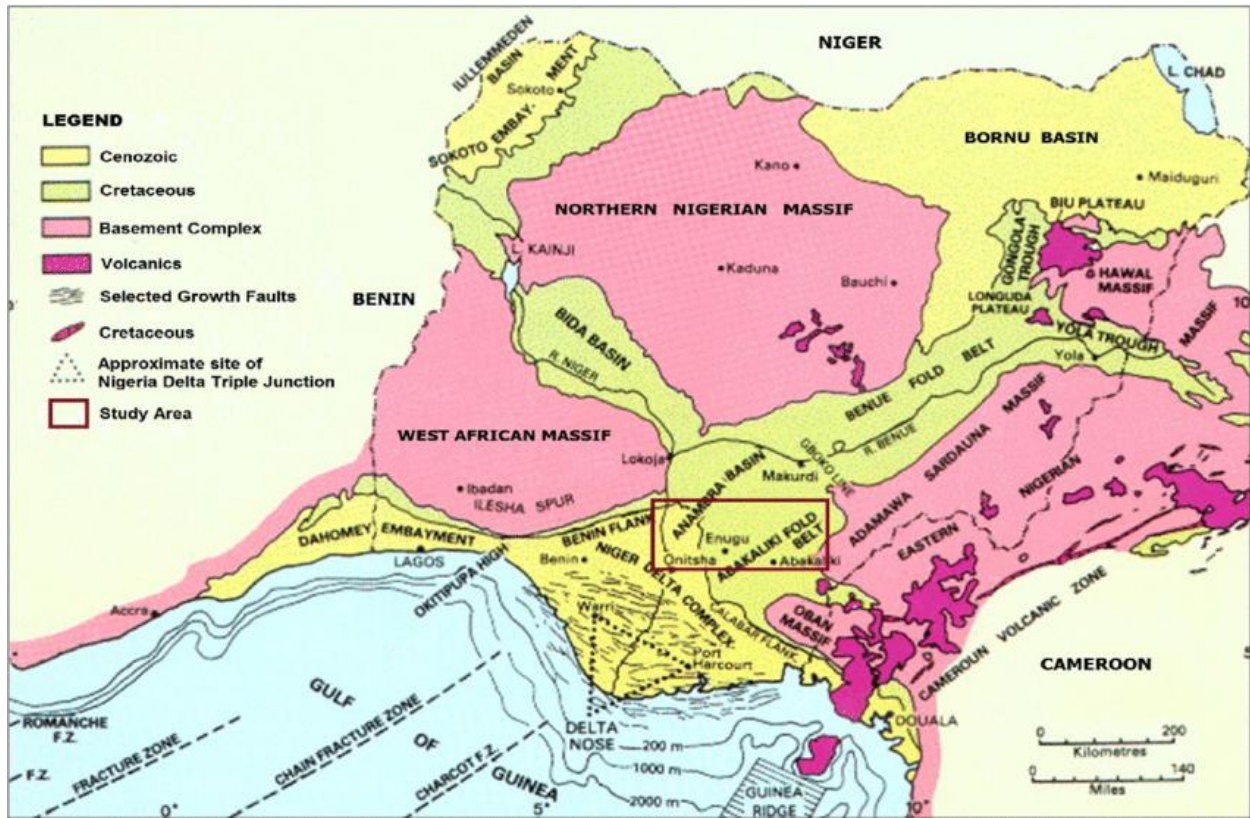 NIGER
IULLEMMEDEN
BASIN
SOKOTO EMBAY- MENT
Sokoto
L. CHAD
LEGEND
Cenozoic
Cretaceous
Basement Complex
Volcanics
Selected Growth Faults
Cretaceous
Approximate site of
Nigeria Delta Triple Junction
Study Area
BORNU BASIN
Kano
Maiduguri
NORTHERN NIGERIAN MASSIF
BIU PLATEAU
GONGOLA
TROUGH
L. KAINJI
Kaduna
Bauchi
HAWAL
MASSIF
BENIN
LONGUDA
PLATEAU
MASSIF
10
BIDA BASIN
R. NIGER
YOLA TROUGH
Yola
BENUE FOLD BELT
R. BENUE
WEST AFRICAN MASSIF
Lokoja
Makurdi
GBOKO LINE
ANAMBRA BASIN
ADAMAWA SARDAUNA MASSIF
EASTERN NIGERIAN
Ibadan
ILESHA SPUR
DAHOMEY EMBAYMENT
LAGOS
BENIN FLANK
Enugu
Onitsha
Abakaliki
ABAKALIKI FOLD
BELT
Benin
NIGER DELTA COMPLEX
OKITIPUPA HIGH
Accra
Warri
CALABAR FLANK
OBAN
MASSIF
Port
Harcourt
CAMEROUN VOLCANIC ZONE
CAMEROON
DOUALA
GULF
OF
GUINEA
DELTA
NOSE
200 m
1000 m
2000 m
ROMANCHE
F.Z.
F.Z.
FRACTURE ZONE
CHAIN FRACTURE ZONE
CHARCOT F.Z.
GUINEA
RIDGE
0 200
Kilometres
0 140
Miles
0°
5°
10°